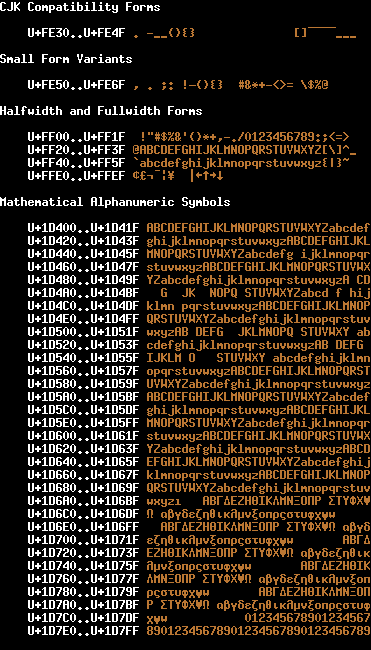 CJK Compatibility Forms
U+FE30..U+FE4F . -__(){} []‾‾‾‾___
Small Form Variants
U+FE50..U+FE6F , . ;: !-(){} #&*+-<>= \$%@
Halfwidth and Fullwidth Forms
U+FF00..U+FF1F !"#$%&'()*+,-./0123456789:;<=>
U+FF20..U+FF3F @ABCDEFGHIJKLMNOPQRSTUVWXYZ[\]^_
U+FF40..U+FF5F `abcdefghijklmnopqrstuvwxyz{|}~
U+FFE0..U+FFEF ¢£¬¯¦¥ |←↑→↓
Mathematical Alphanumeric Symbols
U+1D400..U+1D41F ABCDEFGHIJKLMNOPQRSTUVWXYZabcdef
U+1D420..U+1D43F ghijklmnopqrstuvwxyzABCDEFGHIJKL
U+1D440..U+1D45F MNOPQRSTUVWXYZabcdefg ijklmnopqr
U+1D460..U+1D47F stuvwxyzABCDEFGHIJKLMNOPQRSTUVWX
U+1D480..U+1D49F YZabcdefghijklmnopqrstuvwxyzA CD
U+1D4A0..U+1D4BF G JK NOPQ STUVWXYZabcd f hij
U+1D4C0..U+1D4DF klmn pqrstuvwxyzABCDEFGHIJKLMNOP
U+1D4E0..U+1D4FF QRSTUVWXYZabcdefghijklmnopqrstuv
U+1D500..U+1D51F wxyzAB DEFG JKLMNOPQ STUVWXY ab
U+1D520..U+1D53F cdefghijklmnopqrstuvwxyzAB DEFG
U+1D540..U+1D55F IJKLM O STUVWXY abcdefghijklmn
U+1D560..U+1D57F opqrstuvwxyzABCDEFGHIJKLMNOPQRST
U+1D580..U+1D59F UVWXYZabcdefghijklmnopqrstuvwxyz
U+1D5A0..U+1D5BF ABCDEFGHIJKLMNOPQRSTUVWXYZabcdef
U+1D5C0..U+1D5DF ghijklmnopqrstuvwxyzABCDEFGHIJKL
U+1D5E0..U+1D5FF MNOPQRSTUVWXYZabcdefghijklmnopqr
U+1D600..U+1D61F stuvwxyzABCDEFGHIJKLMNOPQRSTUVWX
U+1D620..U+1D63F YZabcdefghijklmnopqrstuvwxyzABCD
U+1D640..U+1D65F EFGHIJKLMNOPQRSTUVWXYZabcdefghij
U+1D660..U+1D67F klmnopqrstuvwxyzABCDEFGHIJKLMNOP
U+1D680..U+1D69F QRSTUVWXYZabcdefghijklmnopqrstuv
U+1D6A0..U+1D6BF wxyzı ΑΒΓΔΕΖΗΘΙΚΛΜΝΞΟΠΡ ΣΤΥΦΧΨ
U+1D6C0..U+1D6DF Ω αβγδεζηθικλμνξοπρςστυφχψω
U+1D6E0..U+1D6FF ΑΒΓΔΕΖΗΘΙΚΛΜΝΞΟΠΡ ΣΤΥΦΧΨΩ αβγδ
U+1D700..U+1D71F εζηθικλμνξοπρςστυφχψω ΑΒΓΔ
U+1D720..U+1D73F ΕΖΗΘΙΚΛΜΝΞΟΠΡ ΣΤΥΦΧΨΩ αβγδεζηθικ
U+1D740..U+1D75F λμνξοπρςστυφχψω ΑΒΓΔΕΖΗΘΙΚ
U+1D760..U+1D77F ΛΜΝΞΟΠΡ ΣΤΥΦΧΨΩ αβγδεζηθικλμνξοπ
U+1D780..U+1D79F ρςστυφχψω ΑΒΓΔΕΖΗΘΙΚΛΜΝΞΟΠ
U+1D7A0..U+1D7BF Ρ ΣΤΥΦΧΨΩ αβγδεζηθικλμνξοπρςστυφ
U+1D7C0..U+1D7DF χψω 012345678901234567
U+1D7E0..U+1D7FF 89012345678901234567890123456789